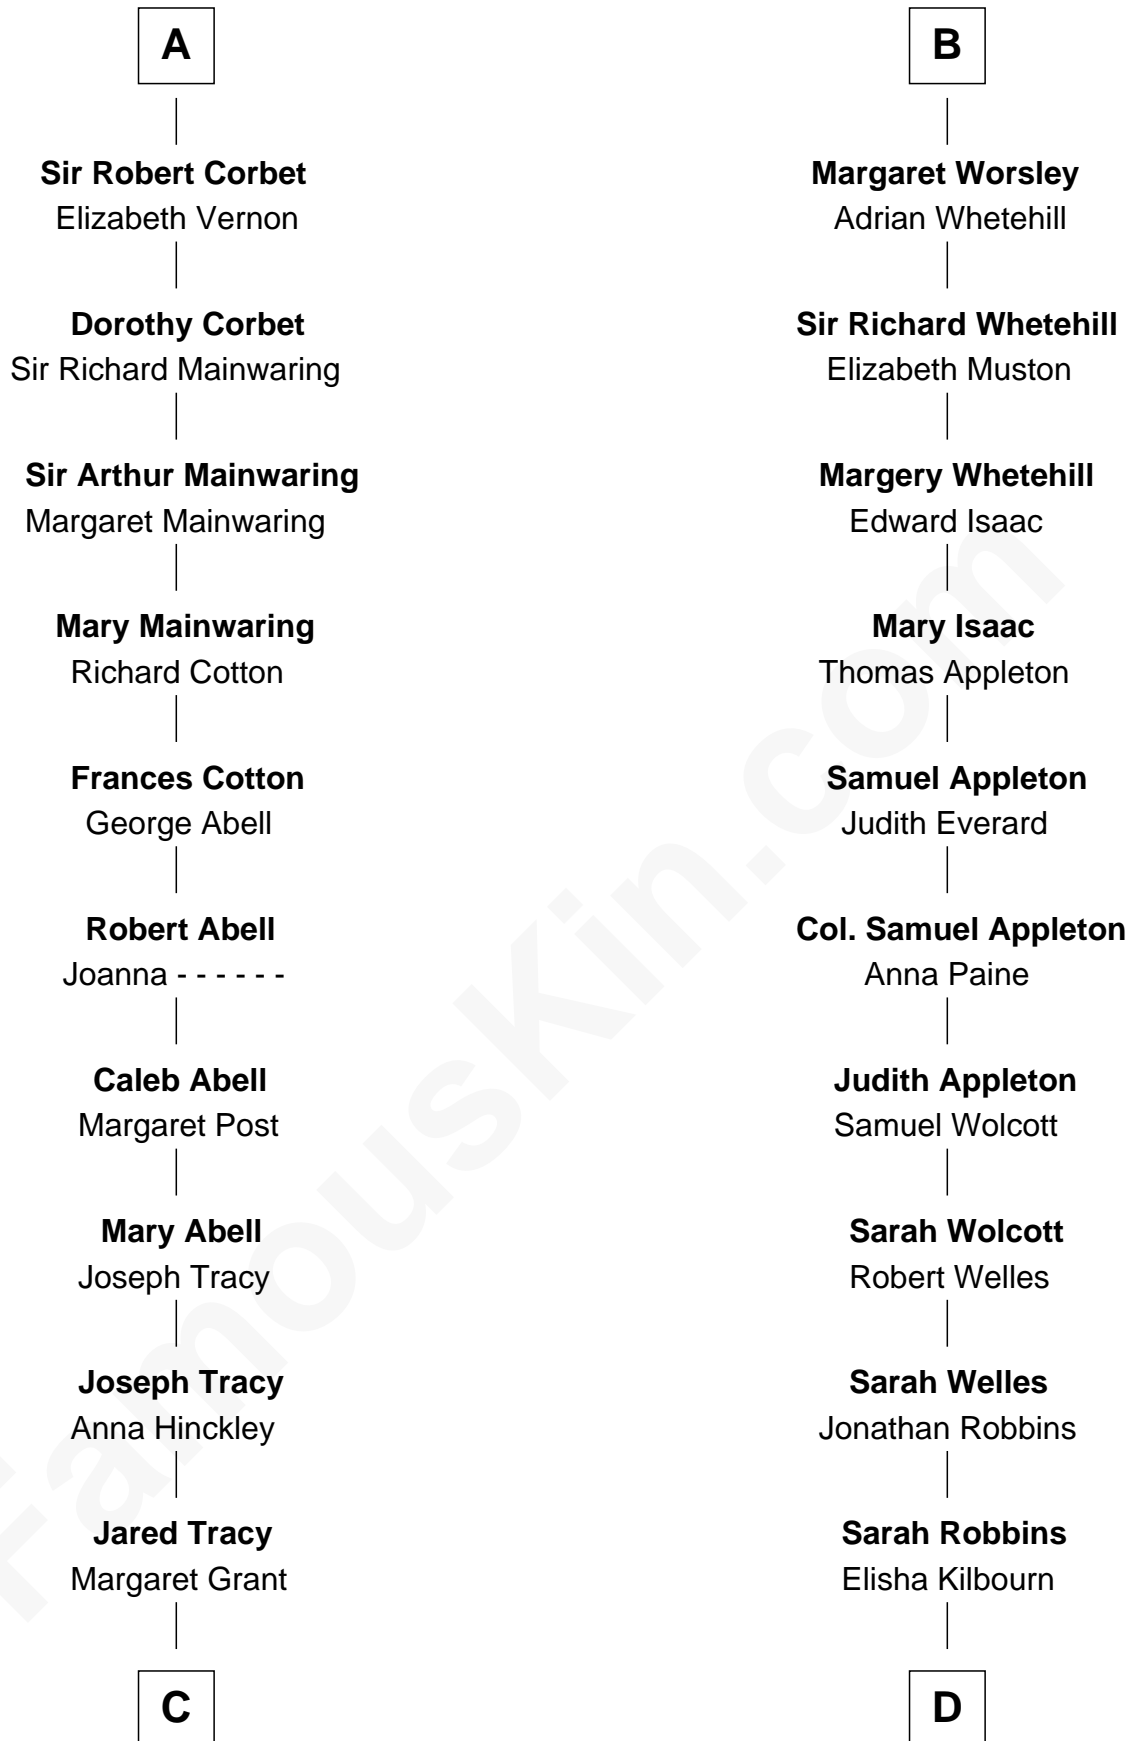 A
Sir Robert Corbet
Elizabeth Vernon
Dorothy Corbet
Sir Richard Mainwaring
Sir Arthur Mainwaring
Margaret Mainwaring
Mary Mainwaring
Richard Cotton
Frances Cotton
George Abell
Robert Abell
Joanna - - - - - -
Caleb Abell
Margaret Post
Mary Abell
Joseph Tracy
Joseph Tracy
Anna Hinckley
Jared Tracy
Margaret Grant
C
B
Margaret Worsley
Adrian Whetehill
Sir Richard Whetehill
Elizabeth Muston
Margery Whetehill
Edward Isaac
Mary Isaac
Thomas Appleton
Samuel Appleton
Judith Everard
Col. Samuel Appleton
Anna Paine
Judith Appleton
Samuel Wolcott
Sarah Wolcott
Robert Welles
Sarah Welles
Jonathan Robbins
Sarah Robbins
Elisha Kilbourn
D
FamousKin.com